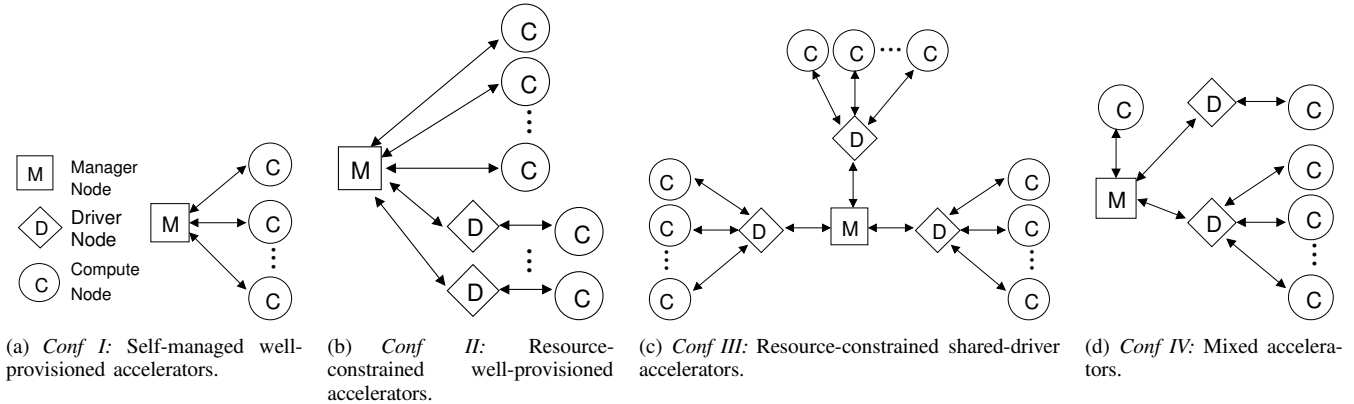 M Manager
Node
D Driver
Node
C Compute
Node
M
C
C
C
(a) Conf I: Self-managed well-
provisioned accelerators.
C
C
C
M
D C
D C
(b) Conf II: Resource-
constrained well-provisioned
accelerators.
C C C
D
C C
C D M D C
C C
(c) Conf III: Resource-constrained shared-driver
accelerators.
C D C
C
M D C
C
(d) Conf IV: Mixed accelera-
tors.